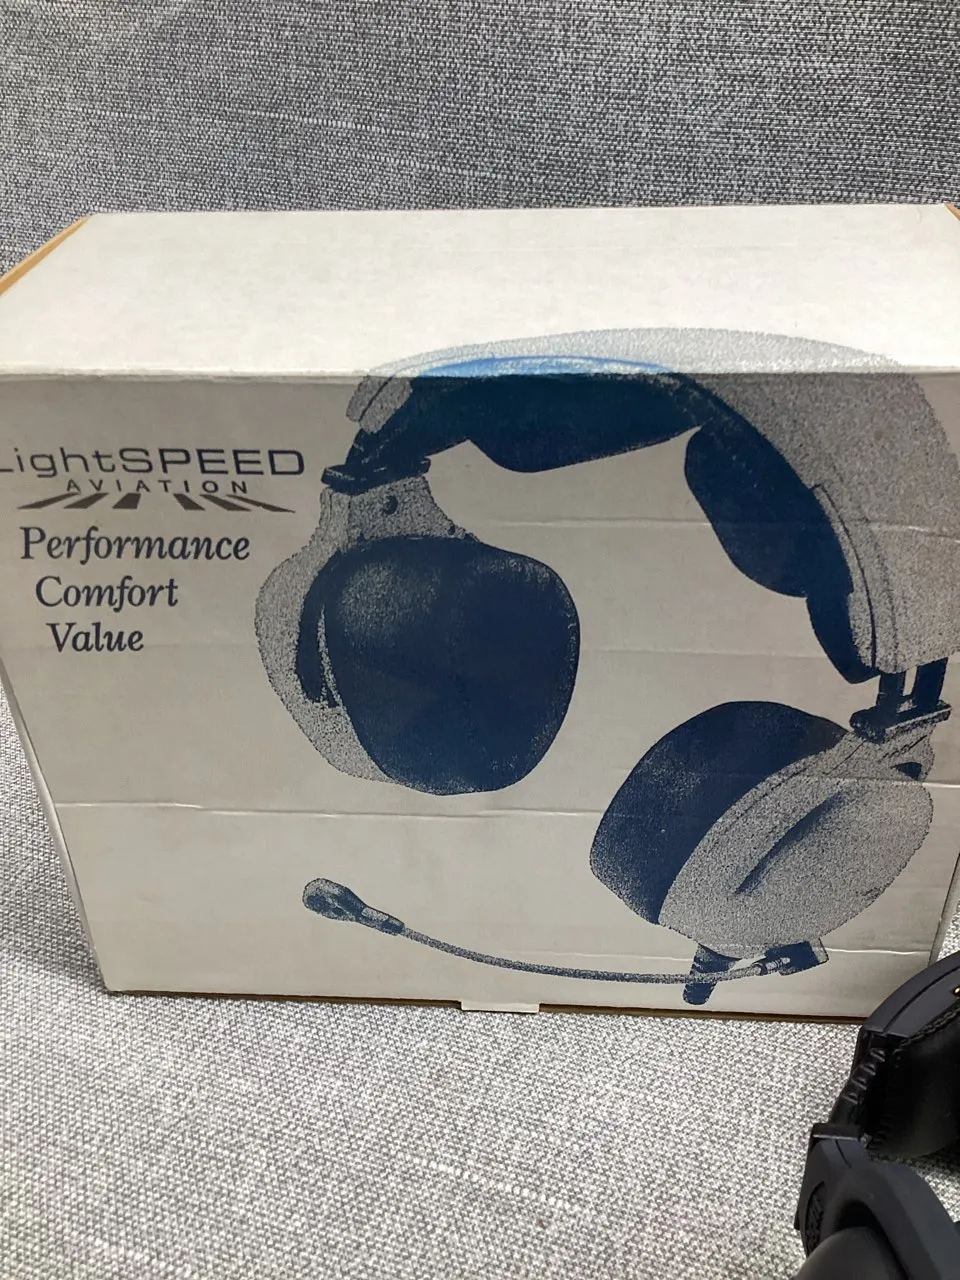 LightSPEED
AVIATION
Performance
Comfort
Value